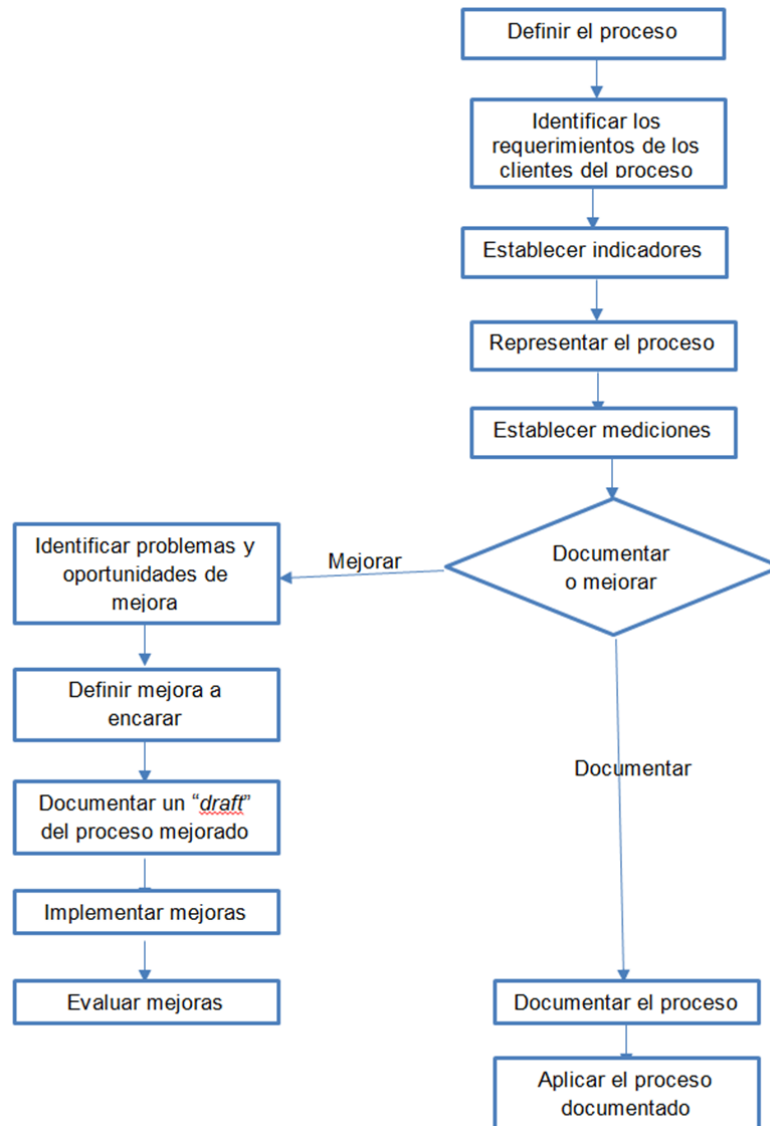 Definir el proceso
Identificar los
requerimientos de los
clientes del proceso
Establecer indicadores
Representar el proceso
Establecer mediciones
Documentar
o mejorar
Mejorar
Identificar problemas y
oportunidades de
mejora
Definir mejora a
encarar
Documentar un “draft”
del proceso mejorado
Implementar mejoras
Evaluar mejoras
Documentar
Documentar el proceso
Aplicar el proceso
documentado